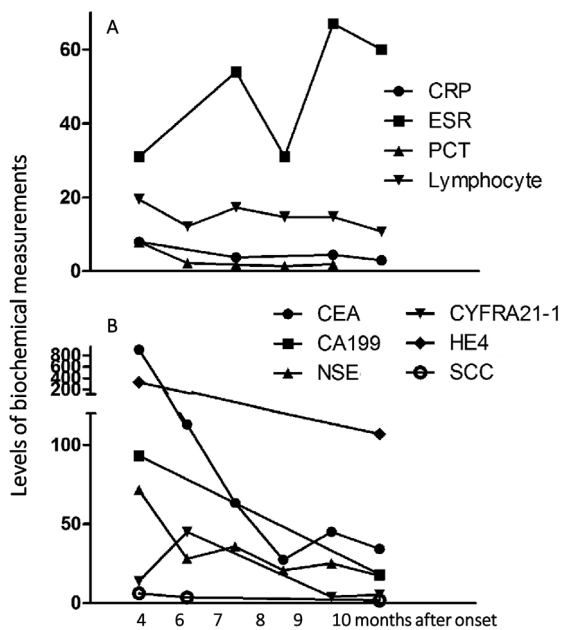 A
60
40
20
0
CRP
ESR
PCT
Lymphocyte
Levels of biochemical measurements
B
CEA
CA199
NSE
CYFRA21-1
HE4
SCC
800
600
400
200
100
50
0
4 6 7 8 9 10 months after onset